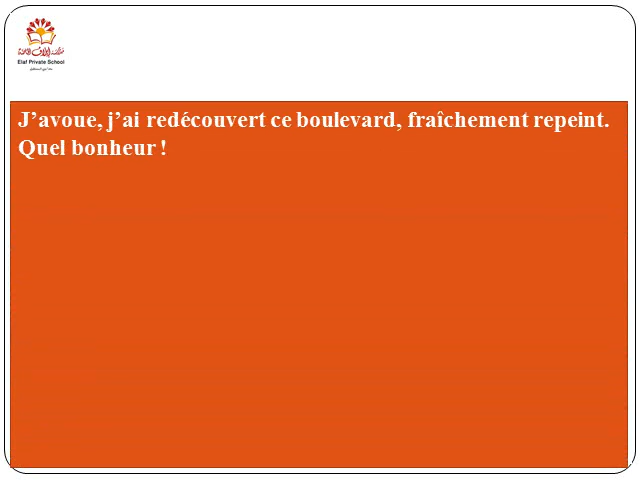 Elaf Private School
J’avoue, j’ai redécouvert ce boulevard, fraîchement repeint.
Quel bonheur !